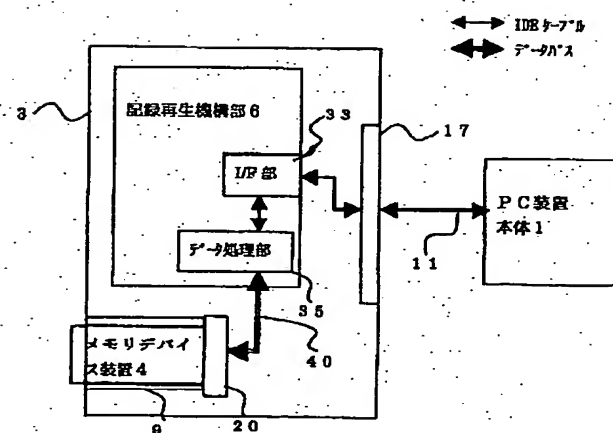 IDEケーブル
データバス
3
記録再生機構部6
33
17
I/F部
PC装置
本体1
11
データ処理部
35
40
メモリデバイ
ス装置4
20
9